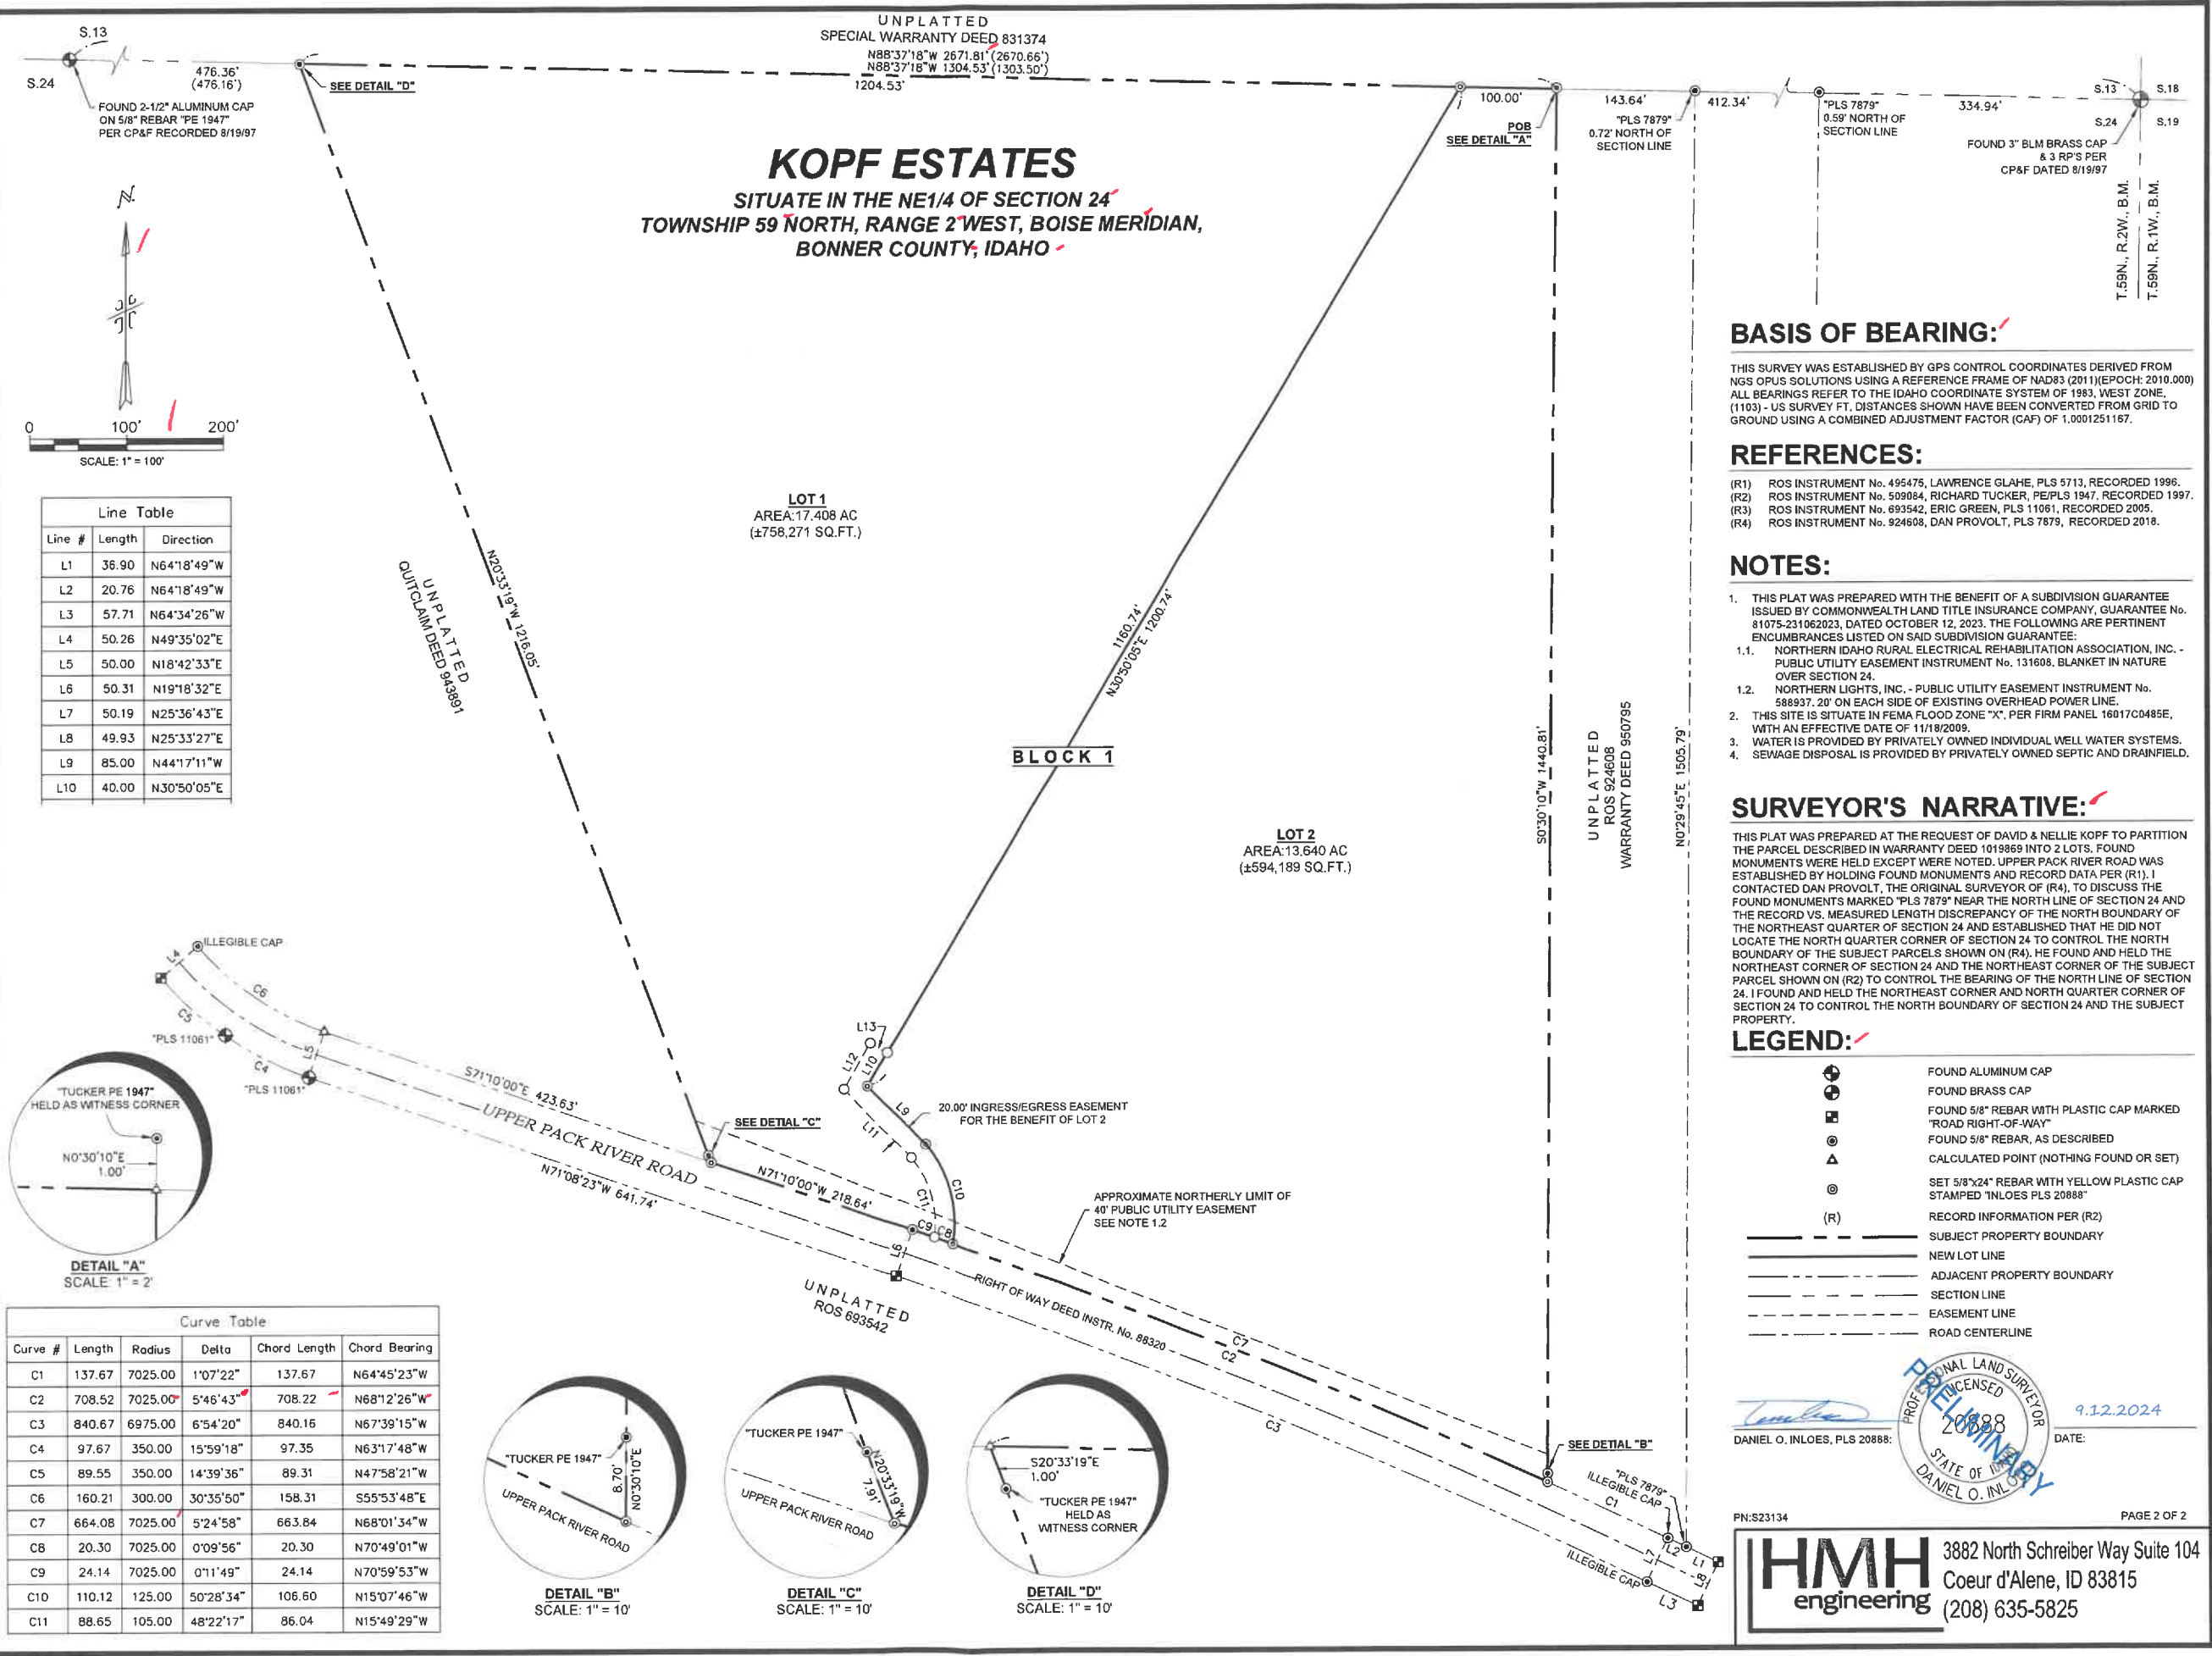 UNPLATTED
SPECIAL WARRANTY DEED 831374
N88°37'18"W 2671.81' (2670.66')
N88°37'18"W 1304.53' (1303.50')
1204.53'
S.13
S.24
476.36'
(476.16')
SEE DETAIL "D"
FOUND 2-1/2" ALUMINUM CAP
ON 5/8" REBAR "PE 1947"
PER CP&F RECORDED 8/19/97
100.00'
POB
SEE DETAIL "A"
143.64'
"PLS 7879"
0.72' NORTH OF
SECTION LINE
412.34'
"PLS 7879"
0.59' NORTH OF
SECTION LINE
334.94'
S.13
S.18
S.24
S.19
FOUND 3" BLM BRASS CAP
& 3 RP'S PER
CP&F DATED 8/19/97
T.59N., R.2W., B.M.
T.59N., R.1W., B.M.
KOPF ESTATES
SITUATE IN THE NE1/4 OF SECTION 24
TOWNSHIP 59 NORTH, RANGE 2 WEST, BOISE MERIDIAN,
BONNER COUNTY, IDAHO
N.
0 100' 200'
SCALE: 1" = 100'
Line Table
Line # Length Direction
L1 36.90 N64°18'49"W
L2 20.76 N64°18'49"W
L3 57.71 N64°34'26"W
L4 50.26 N49°35'02"E
L5 50.00 N18°42'33"E
L6 50.31 N19°18'32"E
L7 50.19 N25°36'43"E
L8 49.93 N25°33'27"E
L9 85.00 N44°17'11"W
L10 40.00 N30°50'05"E
LOT 1
AREA:17.408 AC
(±758,271 SQ.FT.)
UNPLATTED
QUITCLAIM DEED 943891
N20°33'19"W 1216.05'
1160.74'
N30°50'05"E 1200.74'
BLOCK 1
LOT 2
AREA:13.640 AC
(±594,189 SQ.FT.)
S0°30'10"W 1440.81'
UNPLATTED
ROS 924608
WARRANTY DEED 950795
N0°29'45"E 1505.79'
BASIS OF BEARING:
THIS SURVEY WAS ESTABLISHED BY GPS CONTROL COORDINATES DERIVED FROM
NGS OPUS SOLUTIONS USING A REFERENCE FRAME OF NAD83 (2011)(EPOCH: 2010.000)
ALL BEARINGS REFER TO THE IDAHO COORDINATE SYSTEM OF 1983, WEST ZONE,
(1103) - US SURVEY FT. DISTANCES SHOWN HAVE BEEN CONVERTED FROM GRID TO
GROUND USING A COMBINED ADJUSTMENT FACTOR (CAF) OF 1.0001251167.
REFERENCES:
(R1) ROS INSTRUMENT No. 495475, LAWRENCE GLAHE, PLS 5713, RECORDED 1996.
(R2) ROS INSTRUMENT No. 509084, RICHARD TUCKER, PE/PLS 1947, RECORDED 1997.
(R3) ROS INSTRUMENT No. 693542, ERIC GREEN, PLS 11061, RECORDED 2005.
(R4) ROS INSTRUMENT No. 924608, DAN PROVOLT, PLS 7879, RECORDED 2018.
NOTES:
1. THIS PLAT WAS PREPARED WITH THE BENEFIT OF A SUBDIVISION GUARANTEE
ISSUED BY COMMONWEALTH LAND TITLE INSURANCE COMPANY, GUARANTEE No.
81075-231062023, DATED OCTOBER 12, 2023. THE FOLLOWING ARE PERTINENT
ENCUMBRANCES LISTED ON SAID SUBDIVISION GUARANTEE:
1.1. NORTHERN IDAHO RURAL ELECTRICAL REHABILITATION ASSOCIATION, INC. -
PUBLIC UTILITY EASEMENT INSTRUMENT No. 131608, BLANKET IN NATURE
OVER SECTION 24.
1.2. NORTHERN LIGHTS, INC. - PUBLIC UTILITY EASEMENT INSTRUMENT No.
588937. 20' ON EACH SIDE OF EXISTING OVERHEAD POWER LINE.
2. THIS SITE IS SITUATE IN FEMA FLOOD ZONE "X", PER FIRM PANEL 16017C0485E,
WITH AN EFFECTIVE DATE OF 11/18/2009.
3. WATER IS PROVIDED BY PRIVATELY OWNED INDIVIDUAL WELL WATER SYSTEMS.
4. SEWAGE DISPOSAL IS PROVIDED BY PRIVATELY OWNED SEPTIC AND DRAINFIELD.
SURVEYOR'S NARRATIVE:
THIS PLAT WAS PREPARED AT THE REQUEST OF DAVID & NELLIE KOPF TO PARTITION
THE PARCEL DESCRIBED IN WARRANTY DEED 1019869 INTO 2 LOTS. FOUND
MONUMENTS WERE HELD EXCEPT WERE NOTED. UPPER PACK RIVER ROAD WAS
ESTABLISHED BY HOLDING FOUND MONUMENTS AND RECORD DATA PER (R1). I
CONTACTED DAN PROVOLT, THE ORIGINAL SURVEYOR OF (R4), TO DISCUSS THE
FOUND MONUMENTS MARKED "PLS 7879" NEAR THE NORTH LINE OF SECTION 24 AND
THE RECORD VS. MEASURED LENGTH DISCREPANCY OF THE NORTH BOUNDARY OF
THE NORTHEAST QUARTER OF SECTION 24 AND ESTABLISHED THAT HE DID NOT
LOCATE THE NORTH QUARTER CORNER OF SECTION 24 TO CONTROL THE NORTH
BOUNDARY OF THE SUBJECT PARCELS SHOWN ON (R4). HE FOUND AND HELD THE
NORTHEAST CORNER OF SECTION 24 AND THE NORTHEAST CORNER OF THE SUBJECT
PARCEL SHOWN ON (R2) TO CONTROL THE BEARING OF THE NORTH LINE OF SECTION
24. I FOUND AND HELD THE NORTHEAST CORNER AND NORTH QUARTER CORNER OF
SECTION 24 TO CONTROL THE NORTH BOUNDARY OF SECTION 24 AND THE SUBJECT
PROPERTY.
LEGEND:
FOUND ALUMINUM CAP
FOUND BRASS CAP
FOUND 5/8" REBAR WITH PLASTIC CAP MARKED
"ROAD RIGHT-OF-WAY"
FOUND 5/8" REBAR, AS DESCRIBED
CALCULATED POINT (NOTHING FOUND OR SET)
SET 5/8"x24" REBAR WITH YELLOW PLASTIC CAP
STAMPED "INLOES PLS 20888"
(R) RECORD INFORMATION PER (R2)
SUBJECT PROPERTY BOUNDARY
NEW LOT LINE
ADJACENT PROPERTY BOUNDARY
SECTION LINE
EASEMENT LINE
ROAD CENTERLINE
ILLEGIBLE CAP
L4
C6
C5
"PLS 11061"
C4
L5
"PLS 11061"
S71°10'00"E 423.63'
UPPER PACK RIVER ROAD
N71°08'23"W 641.74'
SEE DETIAL "C"
N71°10'00"W 218.64'
L13
L12
L10
L9
L11
20.00' INGRESS/EGRESS EASEMENT
FOR THE BENEFIT OF LOT 2
C11
C10
C9
C8
L6
APPROXIMATE NORTHERLY LIMIT OF
40' PUBLIC UTILITY EASEMENT
SEE NOTE 1.2
UNPLATTED
ROS 693542
RIGHT OF WAY DEED INSTR. No. 88320
C7
C2
C3
SEE DETIAL "B"
"PLS 7879"
ILLEGIBLE CAP
C1
L2
L1
L7
L8
ILLEGIBLE CAP
L3
"TUCKER PE 1947"
HELD AS WITNESS CORNER
N0°30'10"E
1.00'
DETAIL "A"
SCALE: 1" = 2'
Curve Table
Curve # Length Radius Delta Chord Length Chord Bearing
C1 137.67 7025.00 1°07'22" 137.67 N64°45'23"W
C2 708.52 7025.00 5°46'43" 708.22 N68°12'26"W
C3 840.67 6975.00 6°54'20" 840.16 N67°39'15"W
C4 97.67 350.00 15°59'18" 97.35 N63°17'48"W
C5 89.55 350.00 14°39'36" 89.31 N47°58'21"W
C6 160.21 300.00 30°35'50" 158.31 S55°53'48"E
C7 664.08 7025.00 5°24'58" 663.84 N68°01'34"W
C8 20.30 7025.00 0°09'56" 20.30 N70°49'01"W
C9 24.14 7025.00 0°11'49" 24.14 N70°59'53"W
C10 110.12 125.00 50°28'34" 106.60 N15°07'46"W
C11 88.65 105.00 48°22'17" 86.04 N15°49'29"W
"TUCKER PE 1947"
8.70'
N0°30'10"E
UPPER PACK RIVER ROAD
DETAIL "B"
SCALE: 1" = 10'
"TUCKER PE 1947"
N20°33'19"W
7.91'
UPPER PACK RIVER ROAD
DETAIL "C"
SCALE: 1" = 10'
S20°33'19"E
1.00'
"TUCKER PE 1947"
HELD AS
WITNESS CORNER
DETAIL "D"
SCALE: 1" = 10'
DANIEL O. INLOES, PLS 20888:
LAND SURVEYOR
LICENSED
20888
STATE OF
DANIEL O.
PRELIMINARY
9.12.2024
DATE:
PN:S23134
PAGE 2 OF 2
HMH
engineering
3882 North Schreiber Way Suite 104
Coeur d'Alene, ID 83815
(208) 635-5825